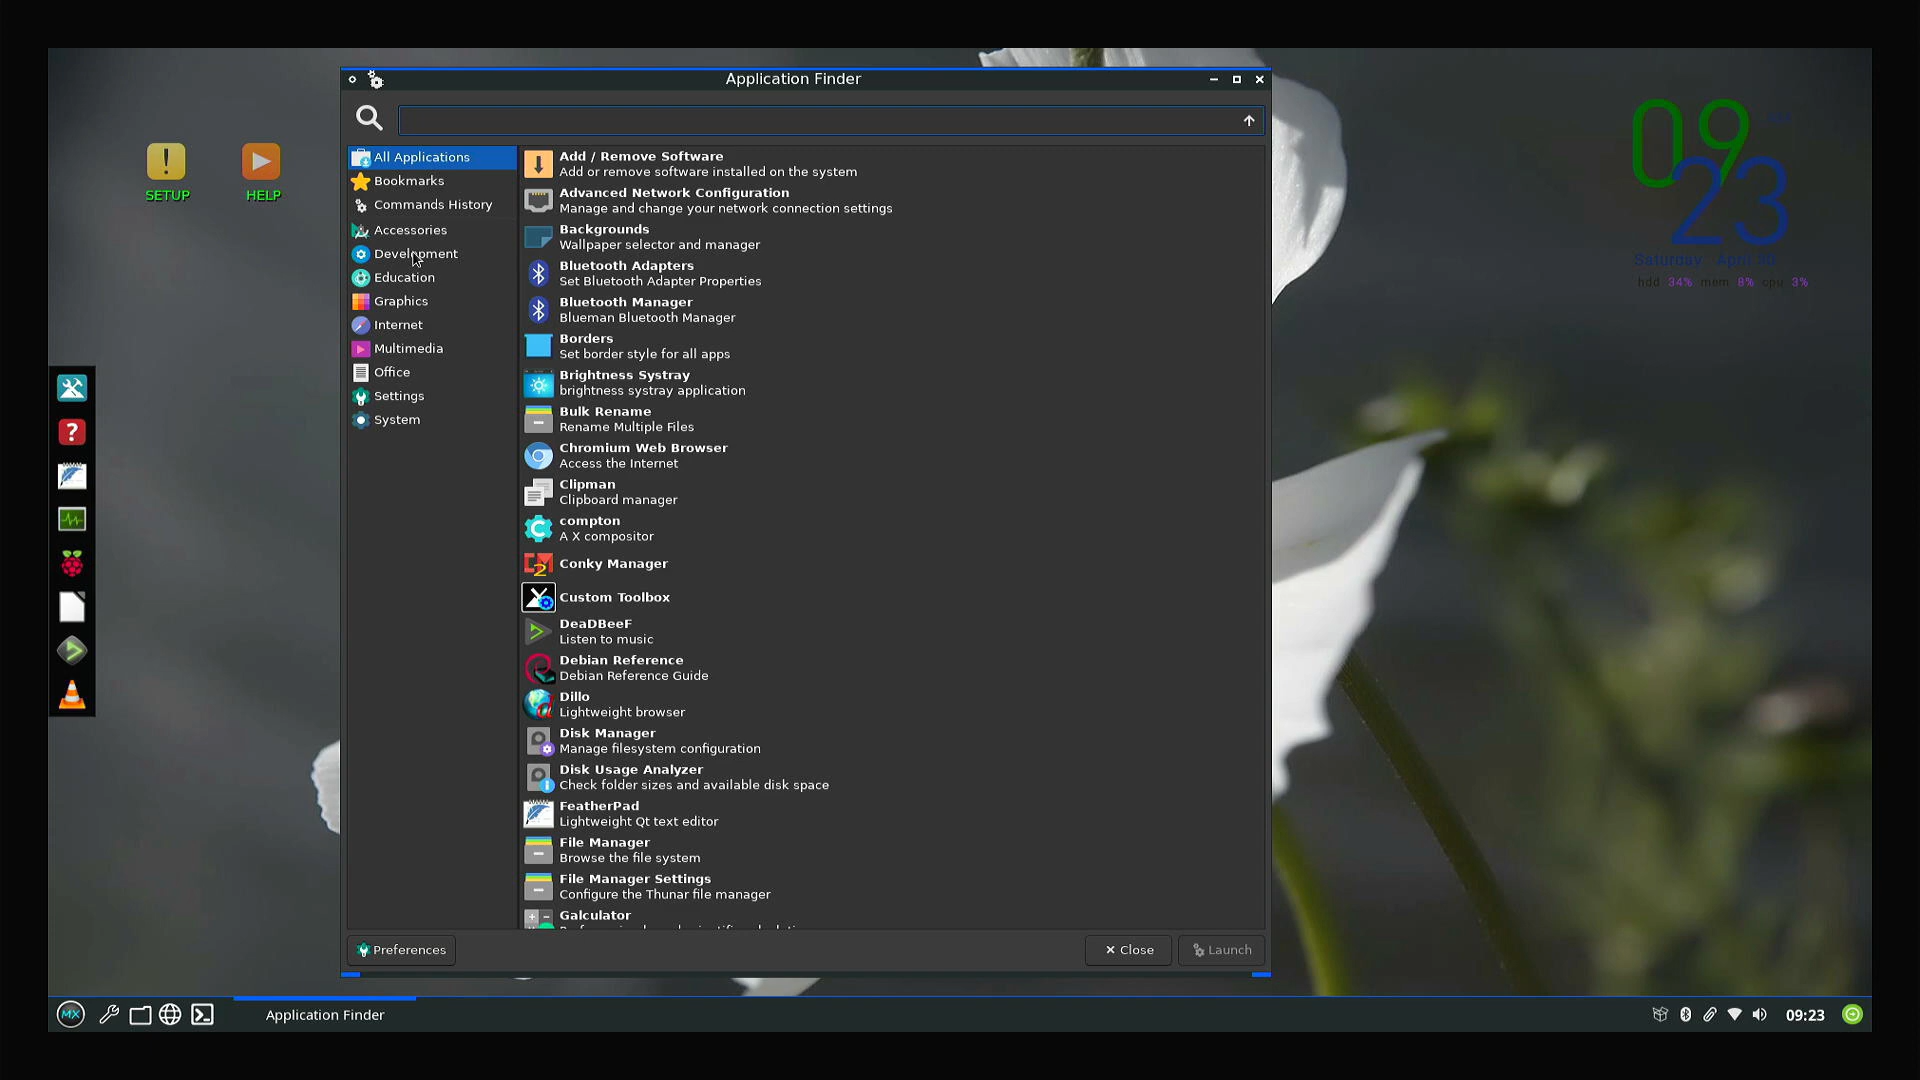 Application Finder
SETUP
HELP
All Applications
Bookmarks
Commands History
Accessories
Development
Education
Graphics
Internet
Multimedia
Office
Settings
System
Add / Remove Software
Add or remove software installed on the system
Advanced Network Configuration
Manage and change your network connection settings
Backgrounds
Wallpaper selector and manager
Bluetooth Adapters
Set Bluetooth Adapter Properties
Bluetooth Manager
Blueman Bluetooth Manager
Borders
Set border style for all apps
Brightness Systray
brightness systray application
Bulk Rename
Rename Multiple Files
Chromium Web Browser
Access the Internet
Clipman
Clipboard manager
compton
A X compositor
Conky Manager
Custom Toolbox
DeaDBeeF
Listen to music
Debian Reference
Debian Reference Guide
Dillo
Lightweight browser
Disk Manager
Manage filesystem configuration
Disk Usage Analyzer
Check folder sizes and available disk space
FeatherPad
Lightweight Qt text editor
File Manager
Browse the file system
File Manager Settings
Configure the Thunar file manager
Galculator
Preferences
Close
Launch
09
23
Saturday April 30
hdd 34% mem 8% cpu 3%
MX
Application Finder
09:23